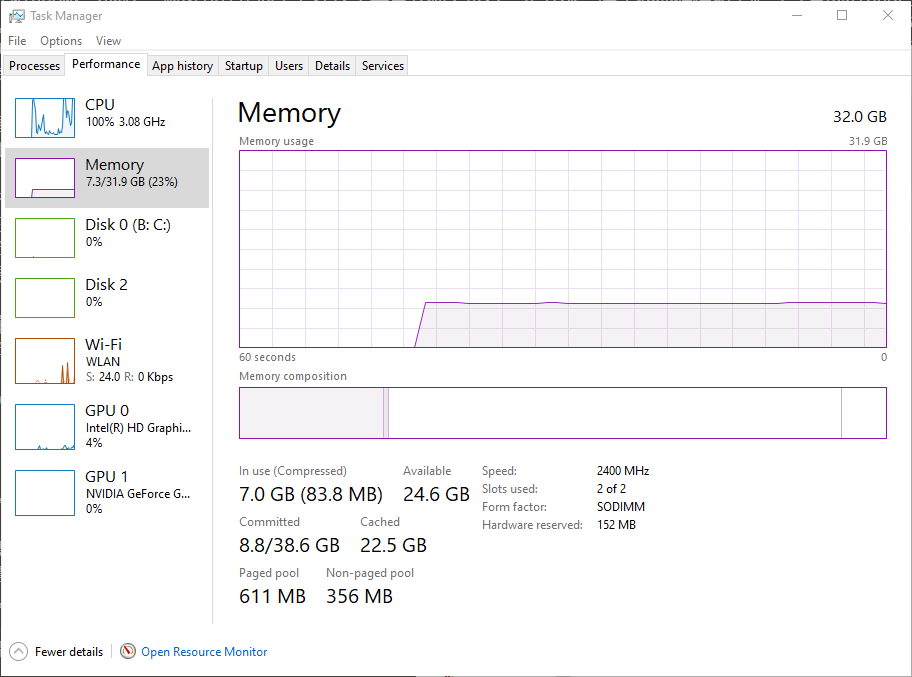 Task Manager
File Options View
Processes Performance App history Startup Users Details Services
CPU
100% 3.08 GHz
Memory
7.3/31.9 GB (23%)
Disk 0 (B: C:)
0%
Disk 2
0%
Wi-Fi
WLAN
S: 24.0 R: 0 Kbps
GPU 0
Intel(R) HD Graphi...
4%
GPU 1
NVIDIA GeForce G...
0%
Memory 32.0 GB
Memory usage 31.9 GB
60 seconds 0
Memory composition
In use (Compressed) Available
7.0 GB (83.8 MB) 24.6 GB
Committed Cached
8.8/38.6 GB 22.5 GB
Paged pool Non-paged pool
611 MB 356 MB
Speed: 2400 MHz
Slots used: 2 of 2
Form factor: SODIMM
Hardware reserved: 152 MB
Fewer details Open Resource Monitor